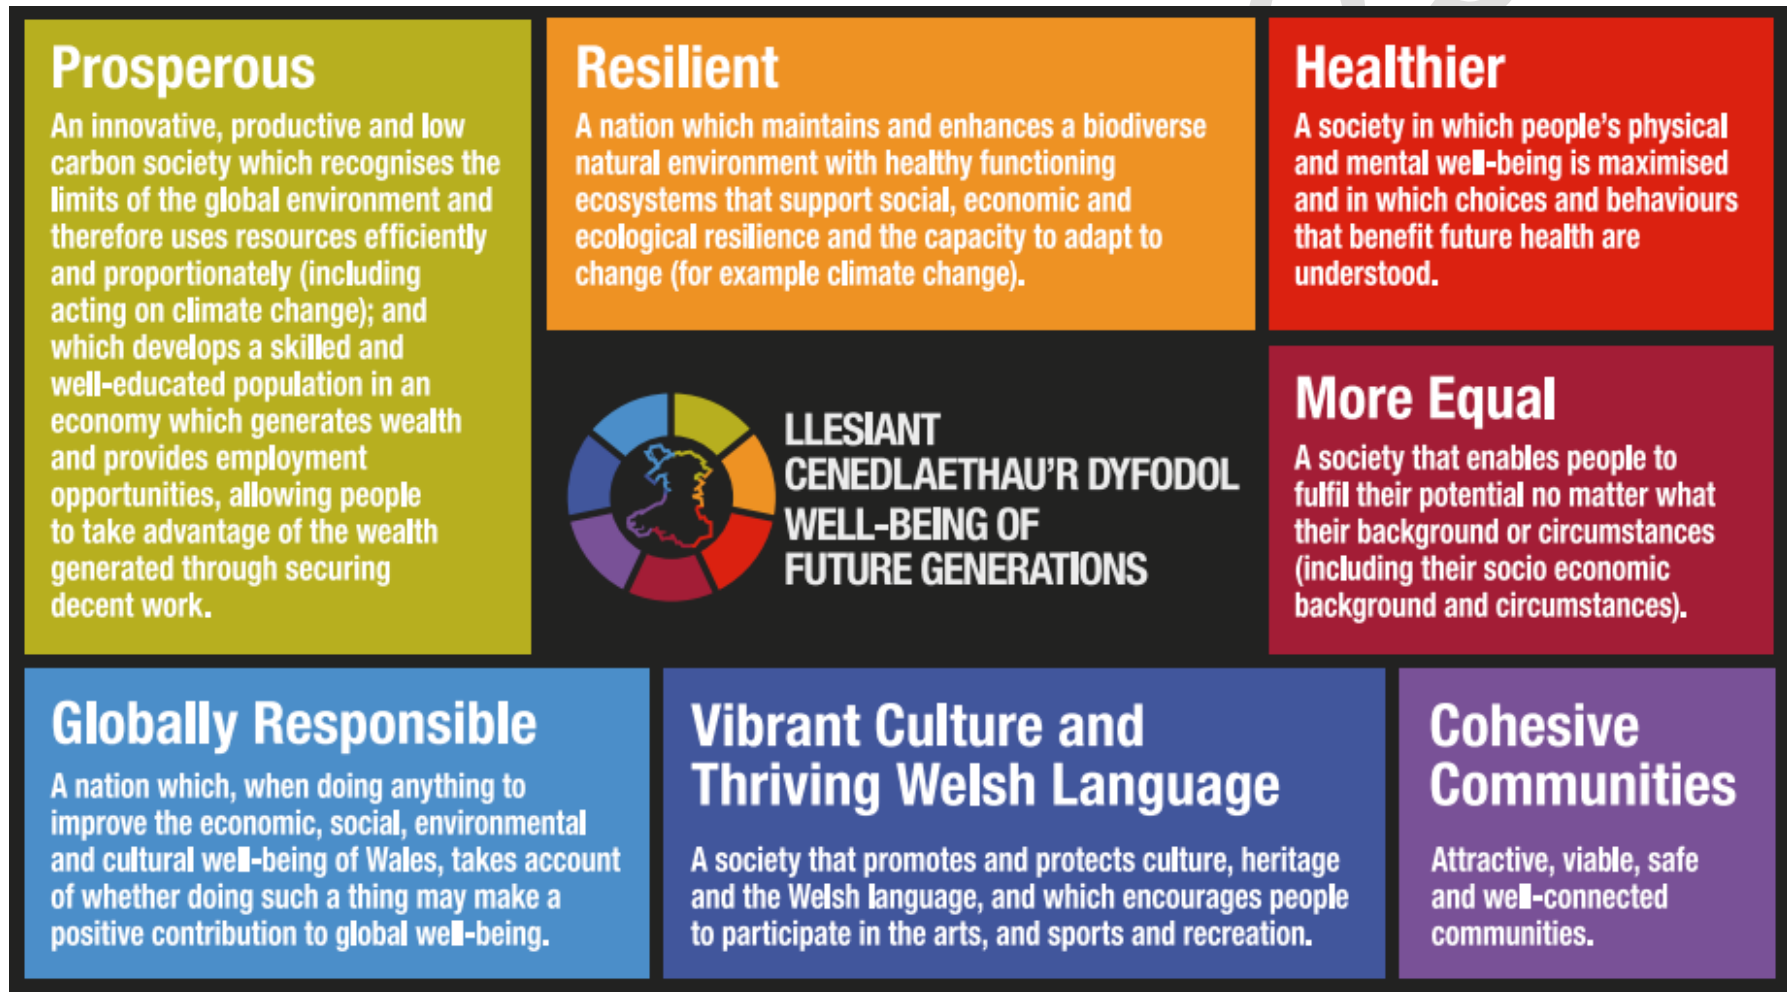 Prosperous
An innovative, productive and low
carbon society which recognises the
limits of the global environment and
therefore uses resources efficiently
and proportionately (including
acting on climate change); and
which develops a skilled and
well-educated population in an
economy which generates wealth
and provides employment
opportunities, allowing people
to take advantage of the wealth
generated through securing
decent work.
Resilient
A nation which maintains and enhances a biodiverse
natural environment with healthy functioning
ecosystems that support social, economic and
ecological resilience and the capacity to adapt to
change (for example climate change).
Healthier
A society in which people's physical
and mental well-being is maximised
and in which choices and behaviours
that benefit future health are
understood.
LLESIANT
CENEDLAETHAU'R DYFODOL
WELL-BEING OF
FUTURE GENERATIONS
More Equal
A society that enables people to
fulfil their potential no matter what
their background or circumstances
(including their socio economic
background and circumstances).
Globally Responsible
A nation which, when doing anything to
improve the economic, social, environmental
and cultural well-being of Wales, takes account
of whether doing such a thing may make a
positive contribution to global well-being.
Vibrant Culture and
Thriving Welsh Language
A society that promotes and protects culture, heritage
and the Welsh language, and which encourages people
to participate in the arts, and sports and recreation.
Cohesive
Communities
Attractive, viable, safe
and well-connected
communities.